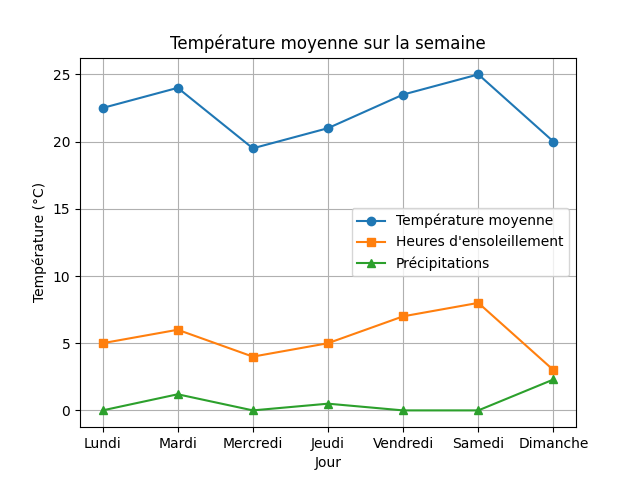 Température moyenne sur la semaine
Température (°C)
25
20
15
10
5
0
Température moyenne
Heures d'ensoleillement
Précipitations
Lundi Mardi Mercredi Jeudi Vendredi Samedi Dimanche
Jour